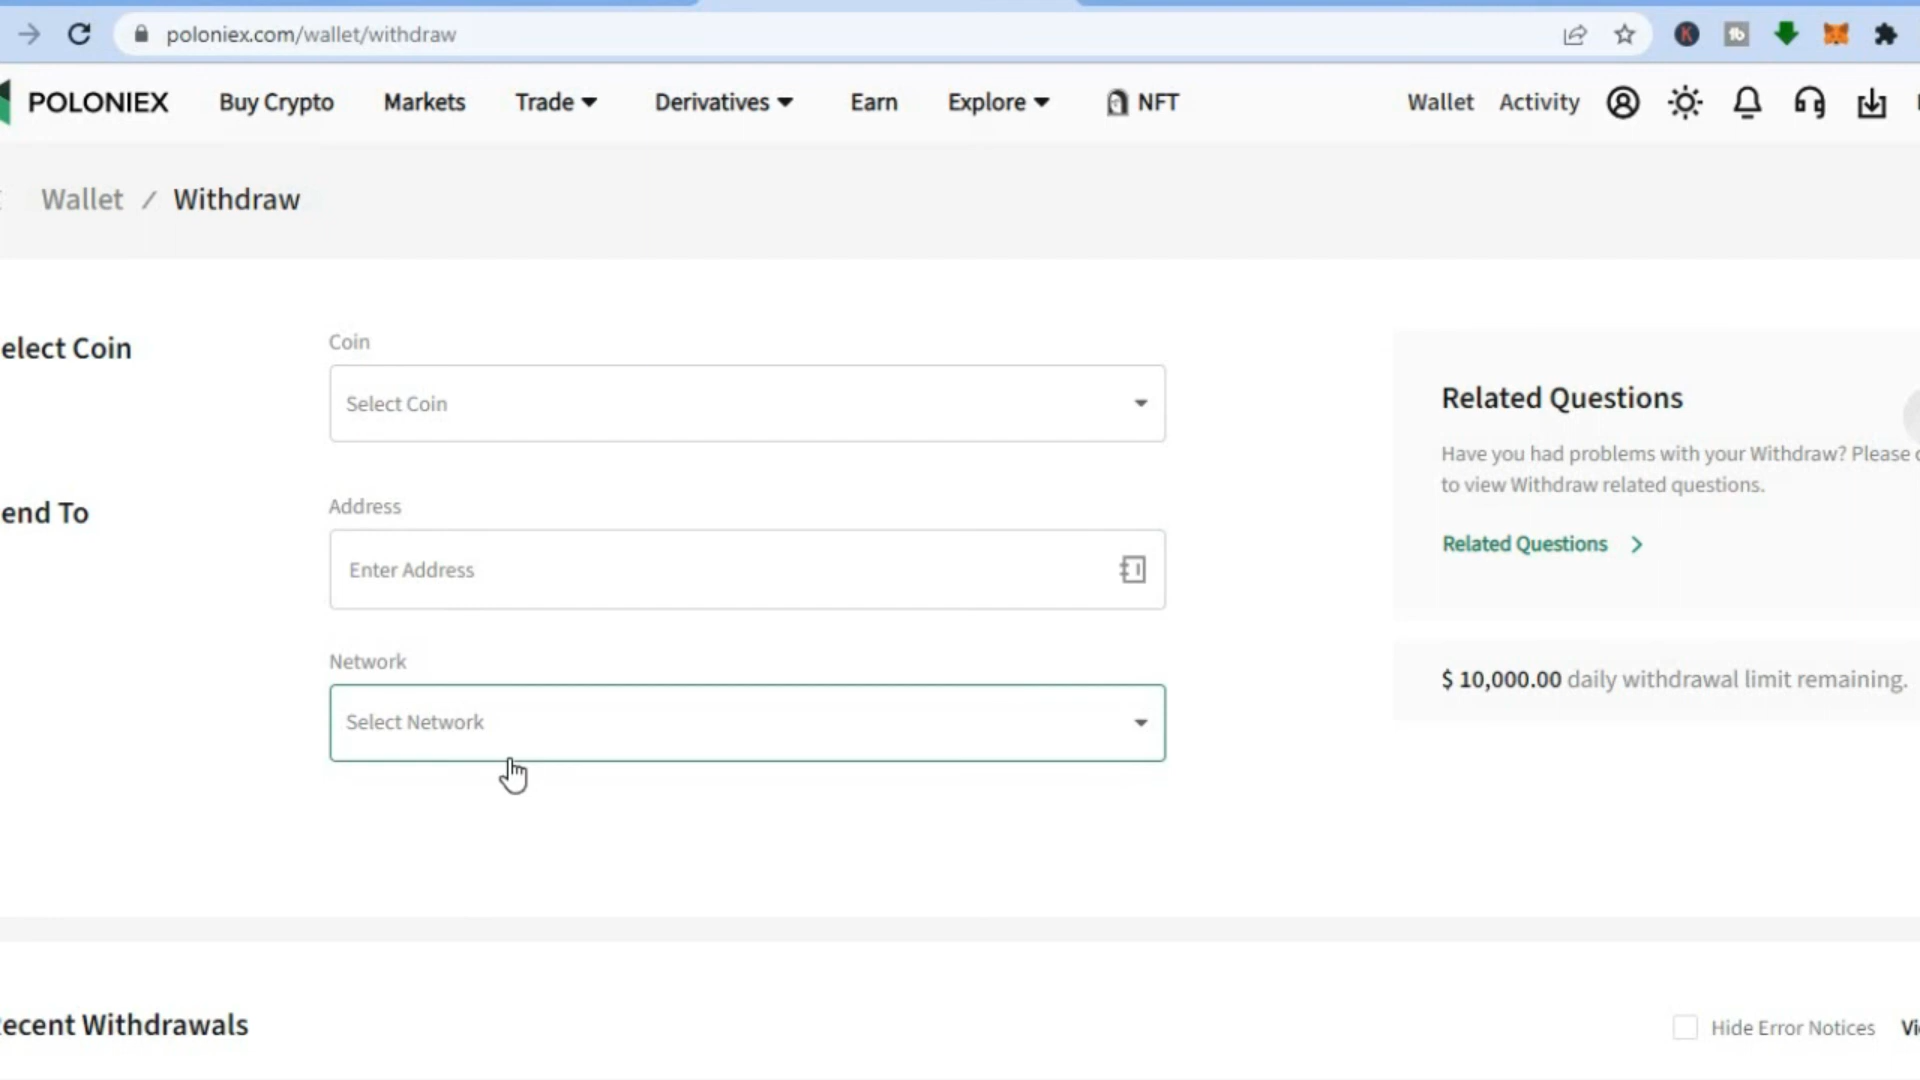 poloniex.com/wallet/withdraw
POLONIEX Buy Crypto Markets Trade Derivatives Earn Explore NFT Wallet Activity
Wallet / Withdraw
elect Coin
Coin
Select Coin
end To
Address
Enter Address
Network
Select Network
Related Questions
Have you had problems with your Withdraw? Please
to view Withdraw related questions.
Related Questions
$ 10,000.00 daily withdrawal limit remaining.
ecent Withdrawals
Hide Error Notices Vi